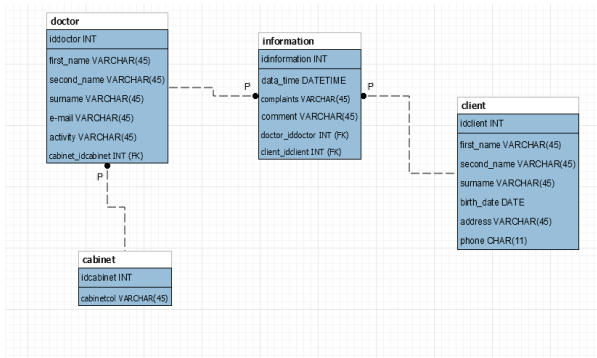 doctor
iddoctor INT
first_name VARCHAR(45)
second_name VARCHAR(45)
surname VARCHAR(45)
e-mail VARCHAR(45)
activity VARCHAR(45)
cabinet_idcabinet INT (FK)
P
P
information
idinformation INT
data_time DATETIME
complaints VARCHAR(45)
comment VARCHAR(45)
doctor_iddoctor INT (FK)
client_idclient INT (FK)
P
client
idclient INT
first_name VARCHAR(45)
second_name VARCHAR(45)
surname VARCHAR(45)
birth_date DATE
address VARCHAR(45)
phone CHAR(11)
cabinet
idcabinet INT
cabinetcol VARCHAR(45)